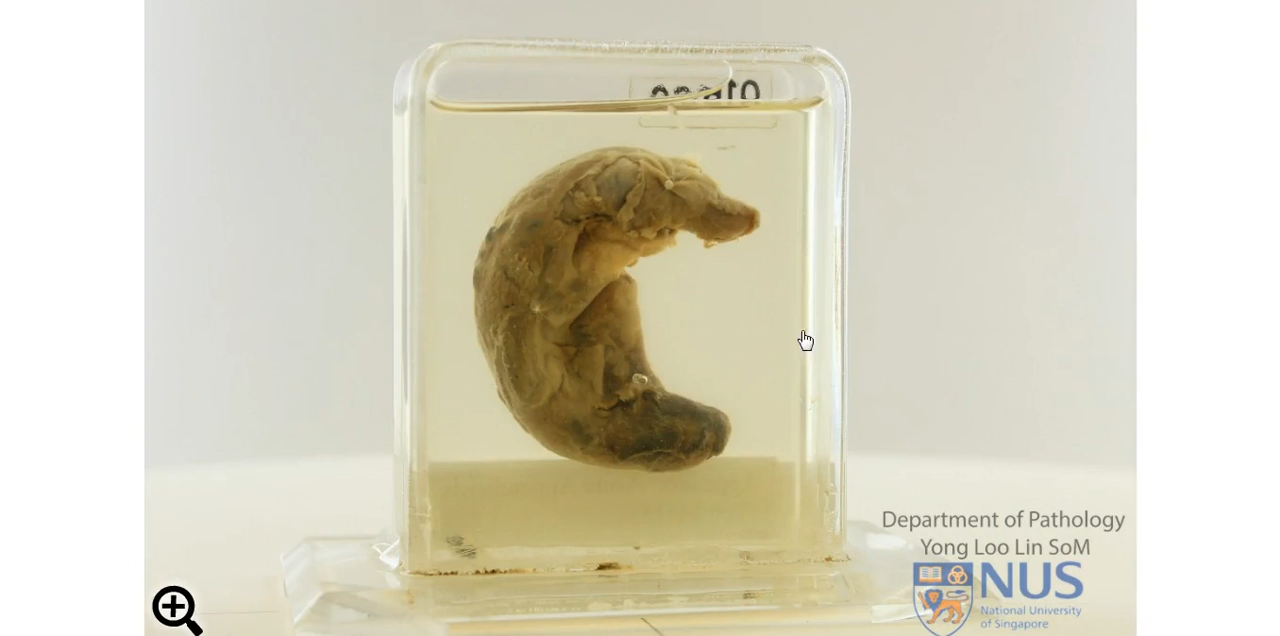 Department of Pathology
Yong Loo Lin SoM
NUS
National University
of Singapore